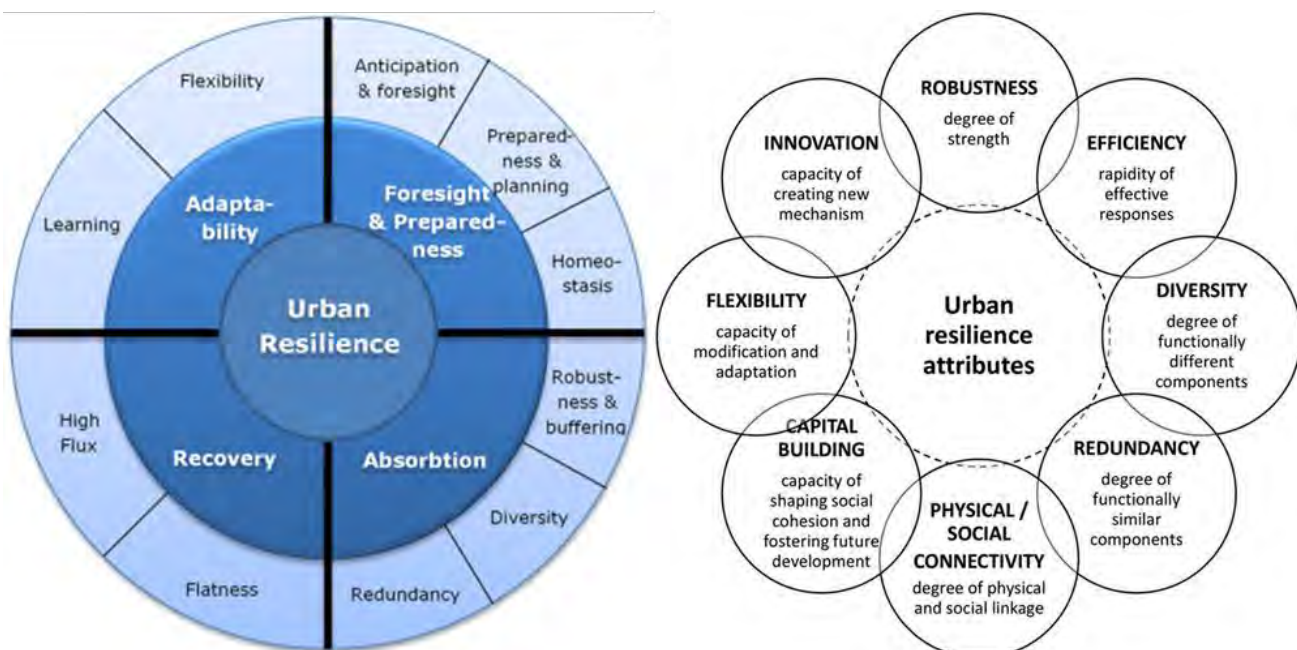 Flexibility
Anticipation
& foresight
Prepared-
ness &
planning
Homeo-
stasis
Learning
Adapta-
bility
Foresight
& Prepared-
ness
Urban
Resilience
High
Flux
Recovery
Absorbtion
Robust-
ness &
buffering
Diversity
Flatness
Redundancy
ROBUSTNESS
degree of
strength
INNOVATION
capacity of
creating new
mechanism
EFFICIENCY
rapidity of
effective
responses
FLEXIBILITY
capacity of
modification and
adaptation
Urban
resilience
attributes
DIVERSITY
degree of
functionally
different
components
CAPITAL
BUILDING
capacity of
shaping social
cohesion and
fostering future
development
PHYSICAL /
SOCIAL
CONNECTIVITY
degree of physical
and social linkage
REDUNDANCY
degree of
functionally
similar
components